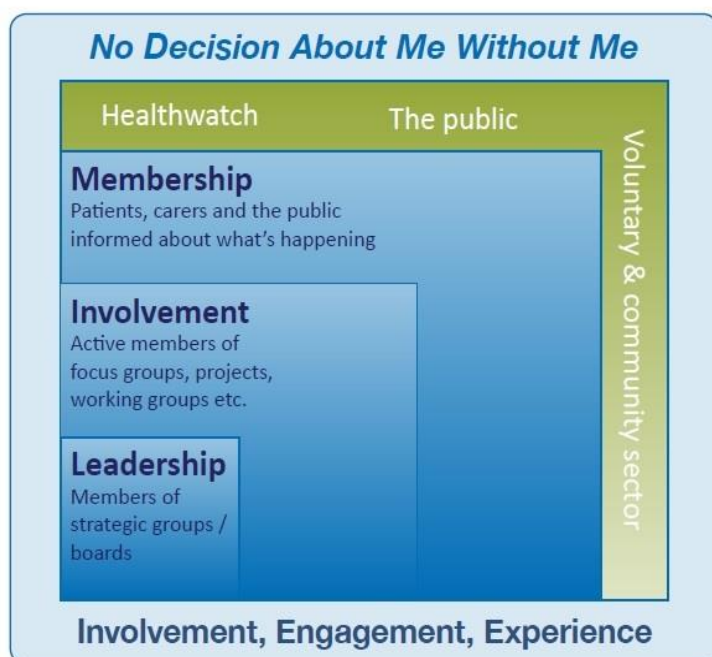 No Decision About Me Without Me
Healthwatch
The public
Voluntary & community sector
Membership
Patients, carers and the public
informed about what's happening
Involvement
Active members of
focus groups, projects,
working groups etc.
Leadership
Members of
strategic groups /
boards
Involvement, Engagement, Experience